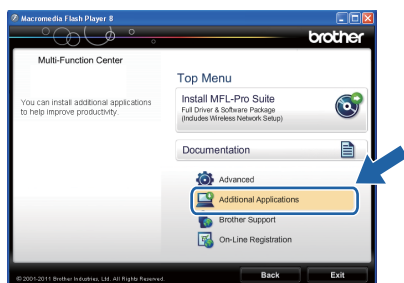 Macromedia Flash Player 8
brother
Multi-Function Center
You can install additional applications
to help improve productivity.
Top Menu
Install MFL-Pro Suite
Full Driver & Software Package
(Includes Wireless Network Setup)
Documentation
Advanced
Additional Applications
Brother Support
On-Line Registration
© 2001-2011 Brother Industries, Ltd. All Rights Reserved.
Back
Exit